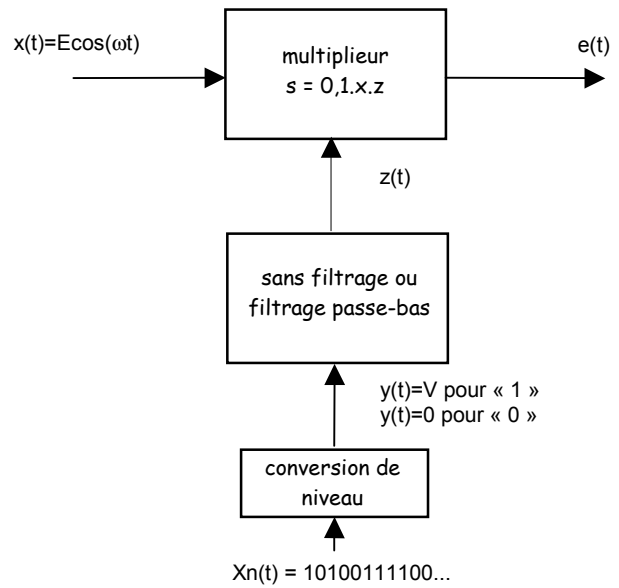 x(t)=Ecos(ωt)
multiplieur
s = 0,1.x.z
e(t)
z(t)
sans filtrage ou
filtrage passe-bas
y(t)=V pour « 1 »
y(t)=0 pour « 0 »
conversion de
niveau
Xn(t) = 10100111100...